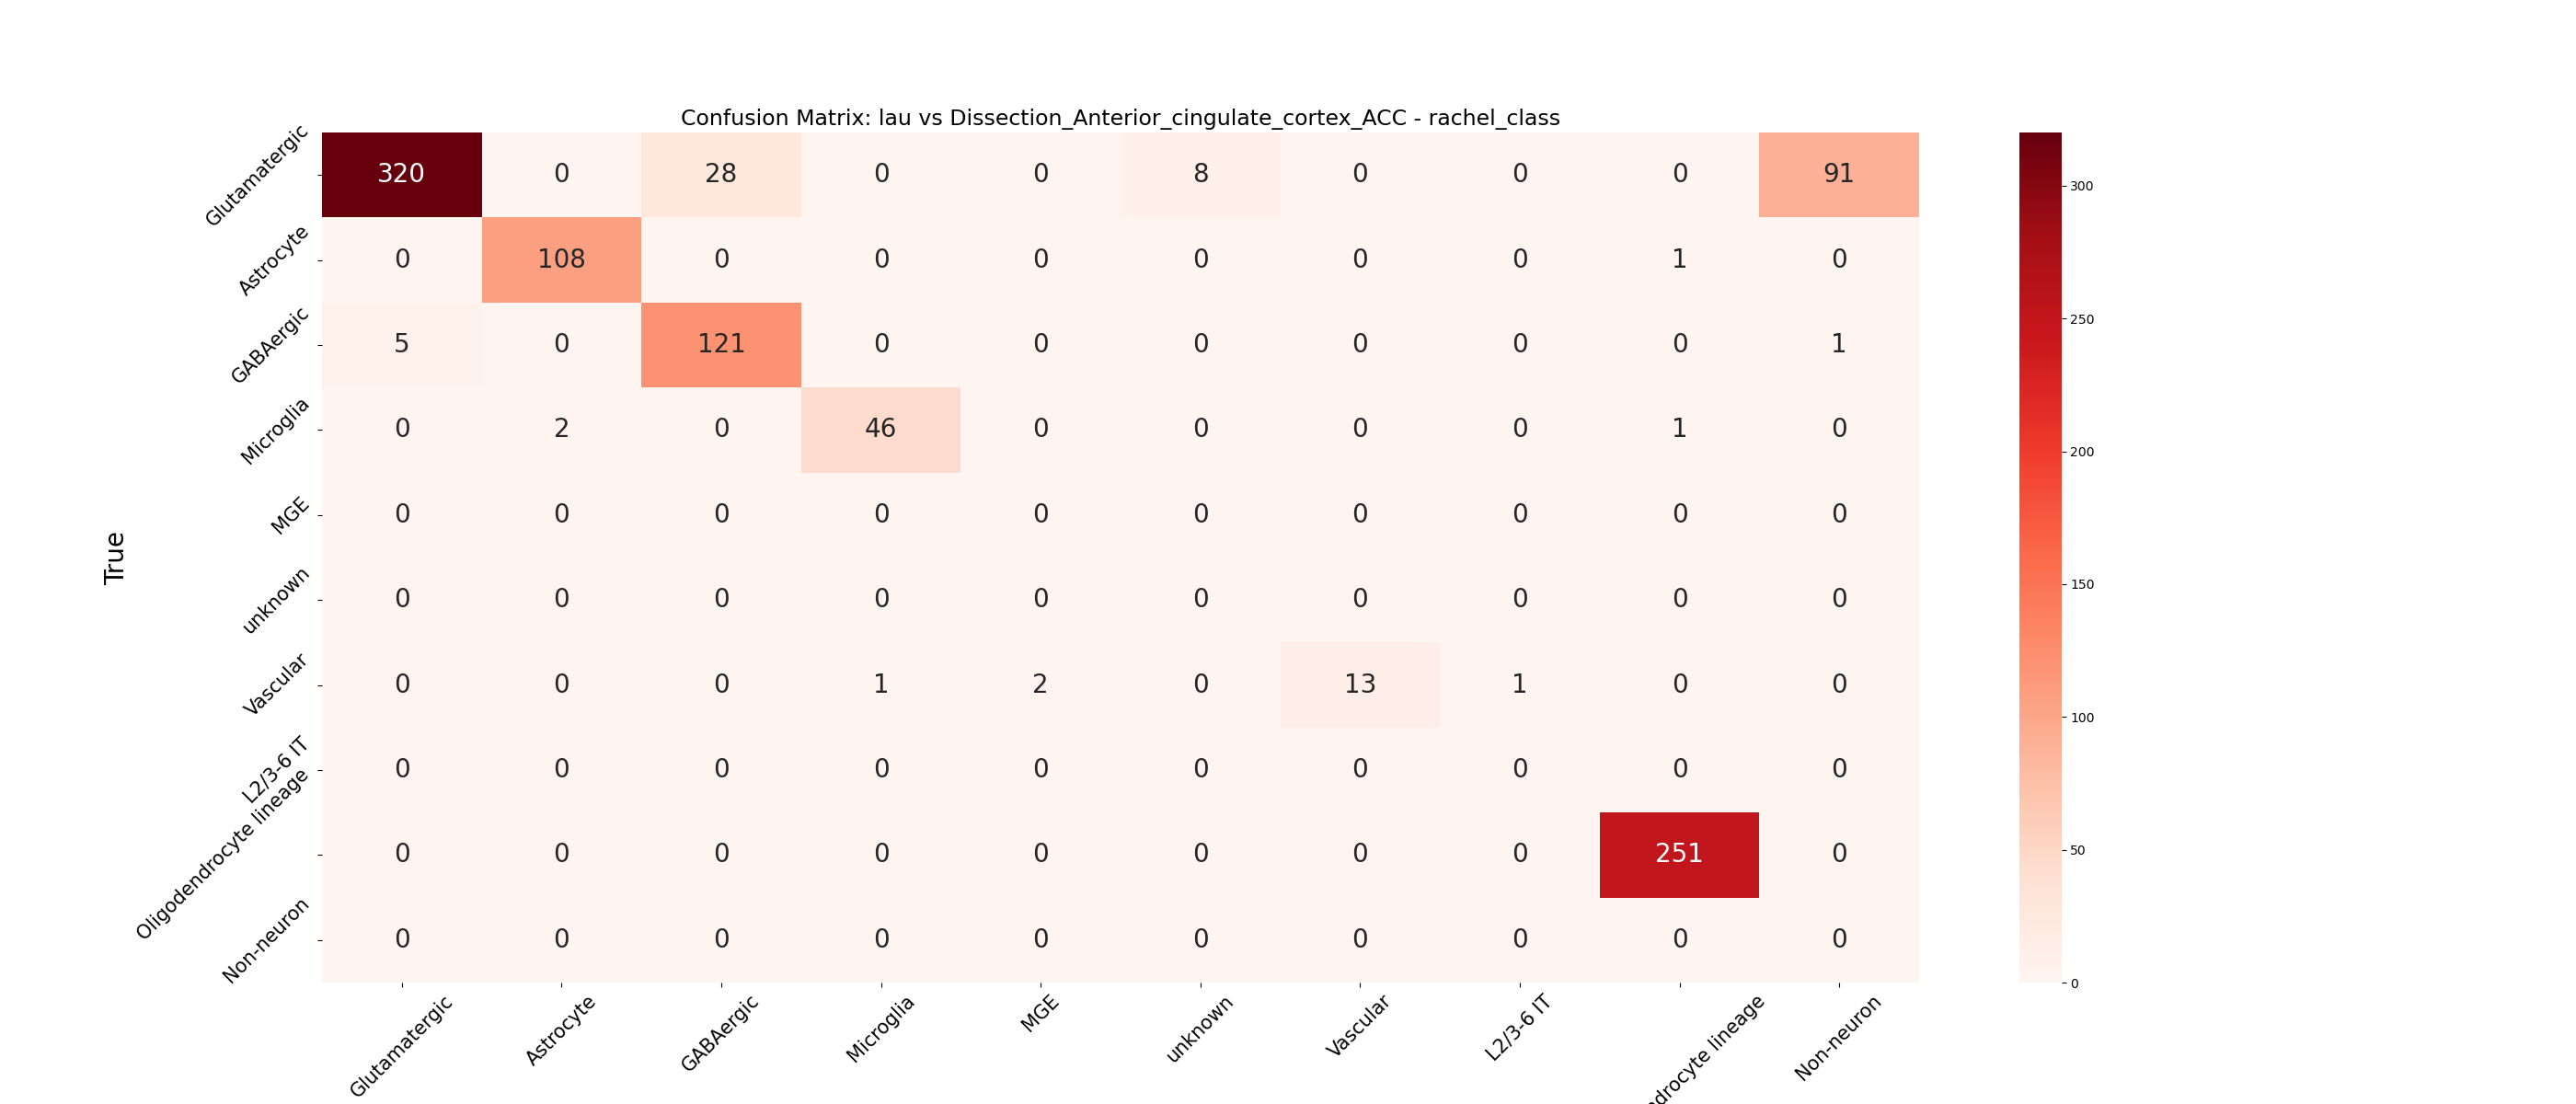 Confusion Matrix: lau vs Dissection_Anterior_cingulate_cortex_ACC - rachel_class
True
Glutamatergic 320 0 28 0 0 8 0 0 0 91
Astrocyte 0 108 0 0 0 0 0 0 1 0
GABAergic 5 0 121 0 0 0 0 0 0 1
Microglia 0 2 0 46 0 0 0 0 1 0
MGE 0 0 0 0 0 0 0 0 0 0
unknown 0 0 0 0 0 0 0 0 0 0
Vascular 0 0 0 1 2 0 13 1 0 0
L2/3-6 IT 0 0 0 0 0 0 0 0 0 0
Oligodendrocyte lineage 0 0 0 0 0 0 0 0 251 0
Non-neuron 0 0 0 0 0 0 0 0 0 0
Glutamatergic Astrocyte GABAergic Microglia MGE unknown Vascular L2/3-6 IT lineage Non-neuron
300
250
200
150
100
50
0